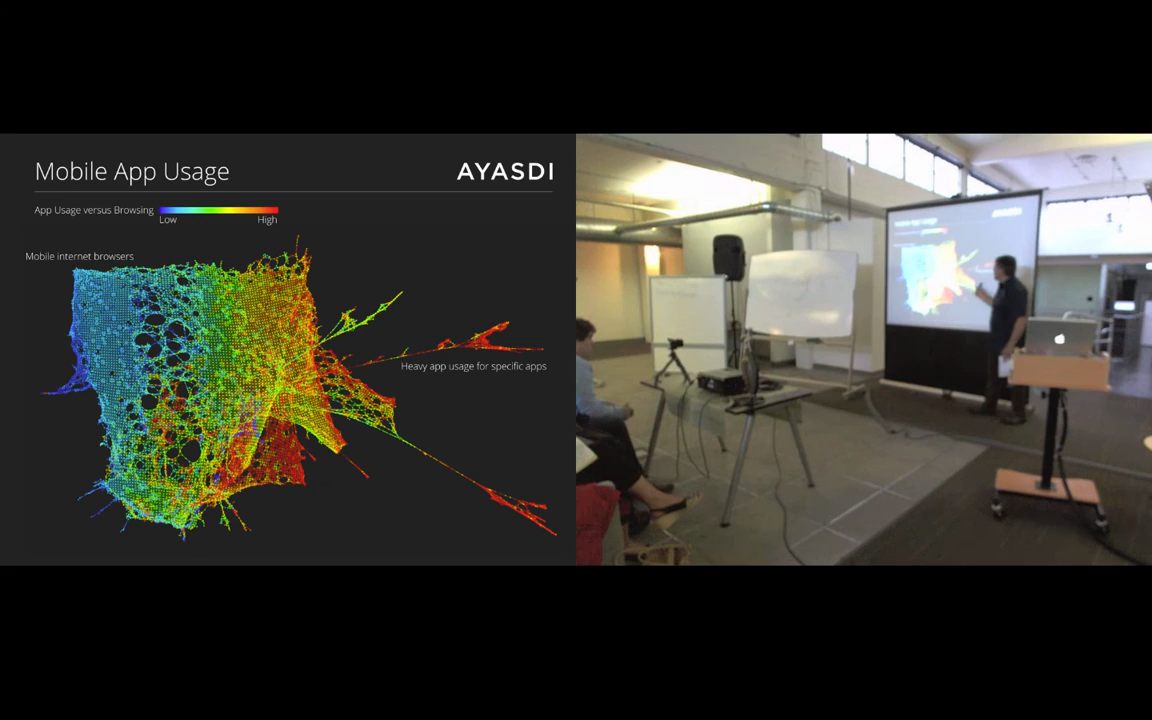 Mobile App Usage
AYASDI
App Usage versus Browsing
Low
High
Mobile internet browsers
Heavy app usage for specific apps